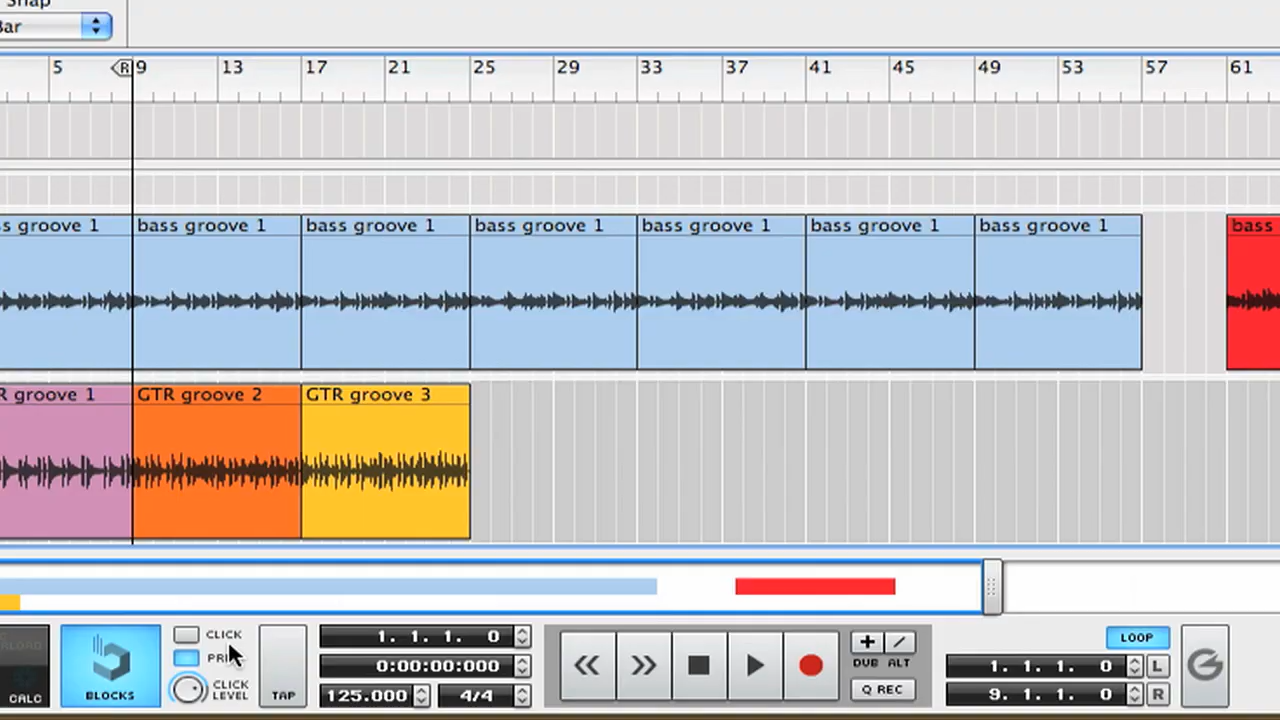 Snap
Bar
5 R 9 13 17 21 25 29 33 37 41 45 49 53 57 61
s groove 1 bass groove 1 bass groove 1 bass groove 1 bass groove 1 bass groove 1 bass groove 1 bass
R groove 1 GTR groove 2 GTR groove 3
CLICK 1. 1. 1. 0 LOOP
PR 0:00:00:000 DUB ALT 1. 1. 1. 0 L
CALC BLOCKS CLICK LEVEL TAP 125.000 4/4 Q REC 9. 1. 1. 0 R